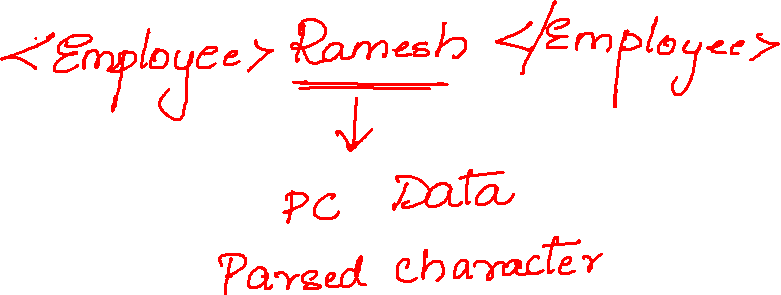 <Employee> Ramesh </Employee>
PC Data
Parsed character